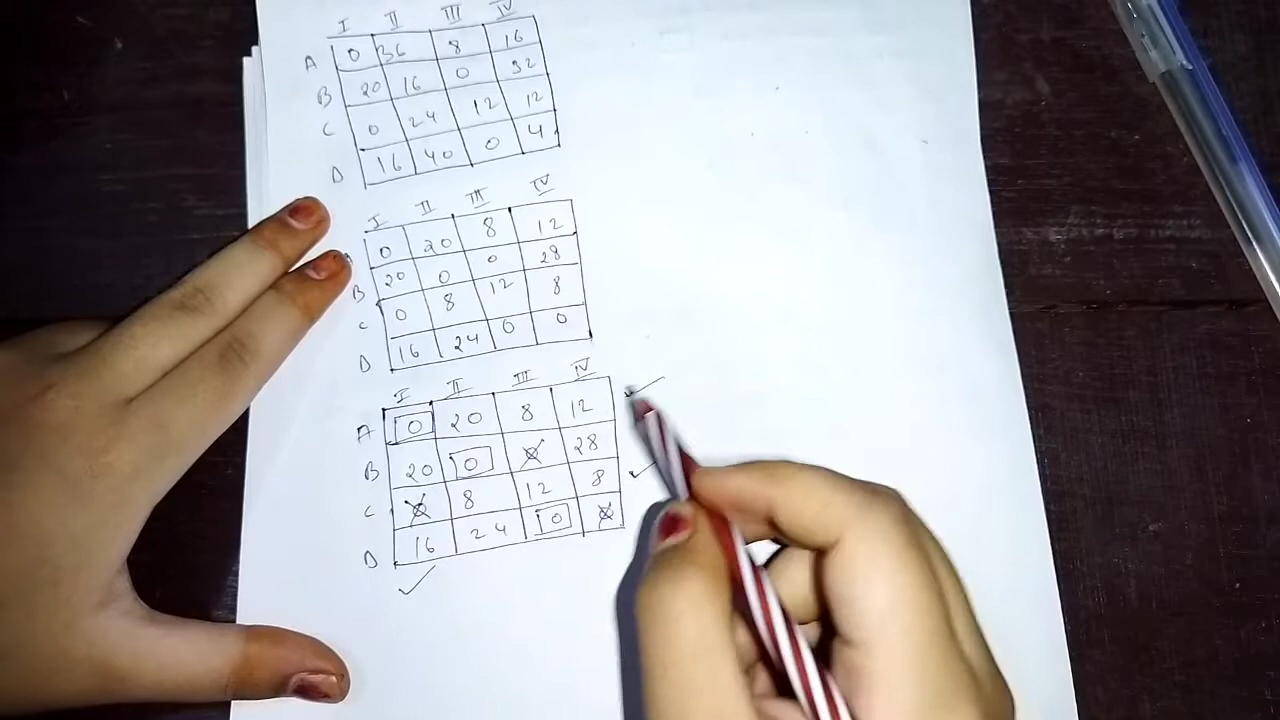 I II III IV
A 0 36 8 16
B 20 16 0 32
C 0 24 12 12
D 16 40 0 4
I II III IV
0 20 8 12
B 20 0 0 28
C 0 8 12 8
D 16 24 0 0
I II III IV
A 0 20 8 12
B 20 0 0 28
C 0 8 12 8
D 16 24 0 0